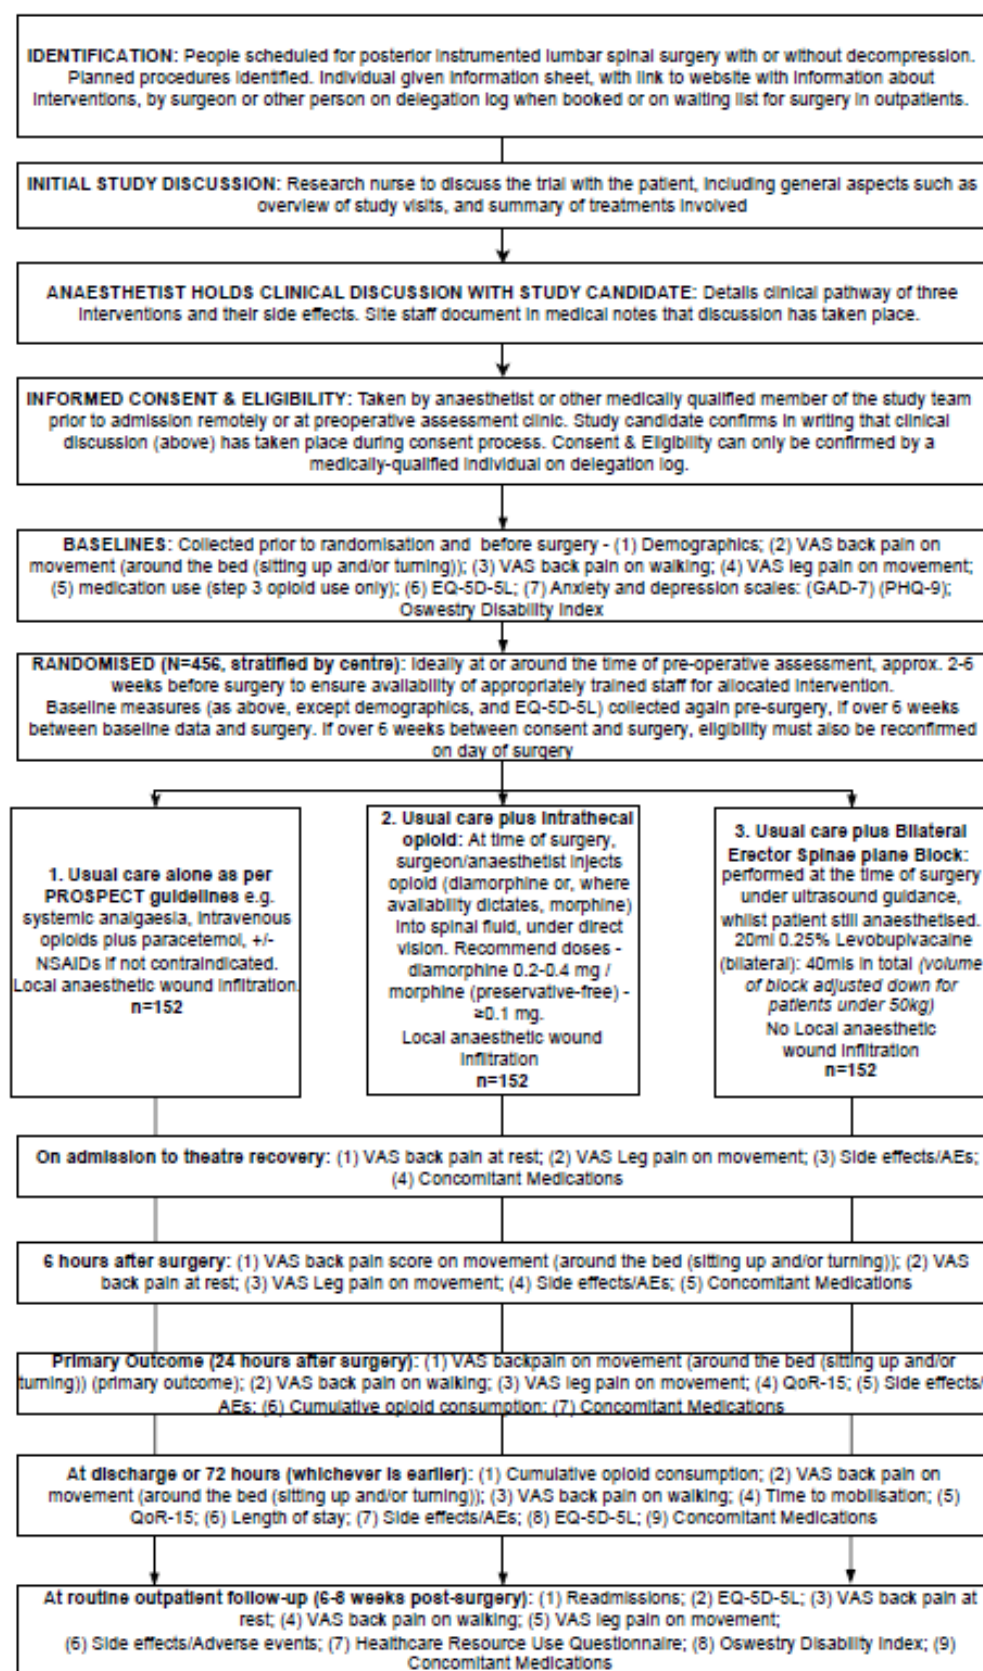 IDENTIFICATION: People scheduled for posterior instrumented lumbar spinal surgery with or without decompression.
Planned procedures identified. Individual given information sheet, with link to website with information about
interventions, by surgeon or other person on delegation log when booked or on waiting list for surgery in outpatients.
INITIAL STUDY DISCUSSION: Research nurse to discuss the trial with the patient, including general aspects such as
overview of study visits, and summary of treatments involved
ANAESTHETIST HOLDS CLINICAL DISCUSSION WITH STUDY CANDIDATE: Details clinical pathway of three
interventions and their side effects. Site staff document in medical notes that discussion has taken place.
INFORMED CONSENT & ELIGIBILITY: Taken by anaesthetist or other medically qualified member of the study team
prior to admission remotely or at preoperative assessment clinic. Study candidate confirms in writing that clinical
discussion (above) has taken place during consent process. Consent & Eligibility can only be confirmed by a
medically-qualified individual on delegation log.
BASELINES: Collected prior to randomisation and before surgery - (1) Demographics; (2) VAS back pain on
movement (around the bed (sitting up and/or turning)); (3) VAS back pain on walking; (4) VAS leg pain on movement;
(5) medication use (step 3 opioid use only); (6) EQ-5D-5L; (7) Anxiety and depression scales: (GAD-7) (PHQ-9);
Oswestry Disability Index
RANDOMISED (N=456, stratified by centre): Ideally at or around the time of pre-operative assessment, approx. 2-6
weeks before surgery to ensure availability of appropriately trained staff for allocated intervention.
Baseline measures (as above, except demographics, and EQ-5D-5L) collected again pre-surgery, if over 6 weeks
between baseline data and surgery. If over 6 weeks between consent and surgery, eligibility must also be reconfirmed
on day of surgery
1. Usual care alone as per
PROSPECT guidelines e.g.
systemic analgaesia, intravenous
opioids plus paracetemol, +/-
NSAIDs if not contraindicated.
Local anaesthetic wound infiltration.
n=152
2. Usual care plus Intrathecal
opioid: At time of surgery,
surgeon/anaesthetist injects
opioid (diamorphine or, where
availability dictates, morphine)
into spinal fluid, under direct
vision. Recommend doses -
diamorphine 0.2-0.4 mg /
morphine (preservative-free) -
≥0.1 mg.
Local anaesthetic wound
infiltration
n=152
3. Usual care plus Bilateral
Erector Spinae plane Block:
performed at the time of surgery
under ultrasound guidance,
whilst patient still anaesthetised.
20ml 0.25% Levobupivacaine
(bilateral): 40mls in total (volume
of block adjusted down for
patients under 50kg)
No Local anaesthetic
wound infiltration
n=152
On admission to theatre recovery: (1) VAS back pain at rest; (2) VAS Leg pain on movement; (3) Side effects/AEs;
(4) Concomitant Medications
6 hours after surgery: (1) VAS back pain score on movement (around the bed (sitting up and/or turning)); (2) VAS
back pain at rest; (3) VAS Leg pain on movement; (4) Side effects/AEs; (5) Concomitant Medications
Primary Outcome (24 hours after surgery): (1) VAS backpain on movement (around the bed (sitting up and/or
turning)) (primary outcome); (2) VAS back pain on walking; (3) VAS leg pain on movement; (4) QoR-15; (5) Side effects/
AEs; (6) Cumulative opioid consumption; (7) Concomitant Medications
At discharge or 72 hours (whichever is earlier): (1) Cumulative opioid consumption; (2) VAS back pain on
movement (around the bed (sitting up and/or turning)); (3) VAS back pain on walking; (4) Time to mobilisation; (5)
QoR-15; (6) Length of stay; (7) Side effects/AEs; (8) EQ-5D-5L; (9) Concomitant Medications
At routine outpatient follow-up (6-8 weeks post-surgery): (1) Readmissions; (2) EQ-5D-5L; (3) VAS back pain at
rest; (4) VAS back pain on walking; (5) VAS leg pain on movement;
(6) Side effects/Adverse events; (7) Healthcare Resource Use Questionnaire; (8) Oswestry Disability Index; (9)
Concomitant Medications